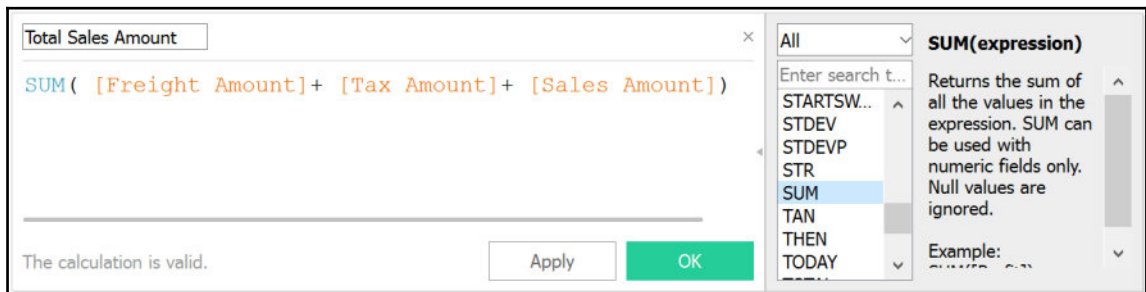 Total Sales Amount
SUM( [Freight Amount]+ [Tax Amount]+ [Sales Amount])
The calculation is valid.
Apply
OK
All
Enter search t...
STARTSW...
STDEV
STDEVP
STR
SUM
TAN
THEN
TODAY
SUM(expression)
Returns the sum of
all the values in the
expression. SUM can
be used with
numeric fields only.
Null values are
ignored.
Example: